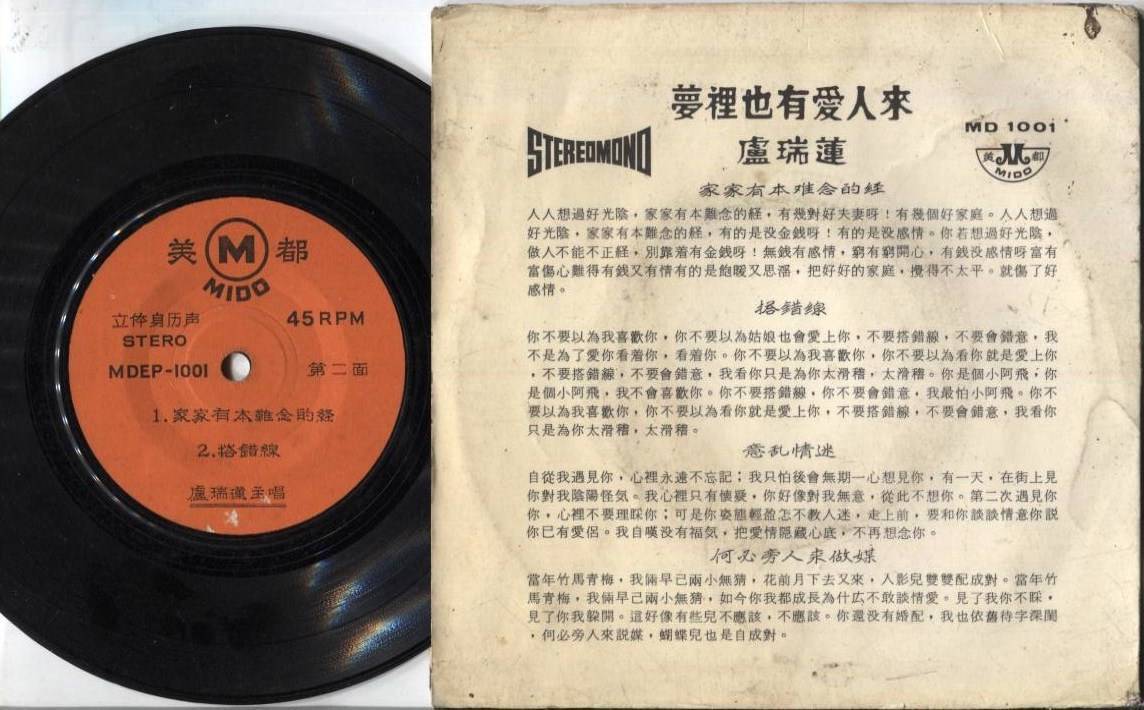 美 M 都
MIDO
立体身历声
STERO
45 RPM
MDEP-1001
第二面
1.家家有本難念的経
2.搭錯線
盧瑞蓮主唱
夢裡也有愛人來
STEREOMONO
盧瑞蓮
MD 1001
美 M 都
MIDO
家家有本难念的経
人人想過好光陰，家家有本難念的経，有幾對好夫妻呀！有幾個好家庭。人人想過
好光陰，家家有本難念的経，有的是没金銭呀！有的是没感情。你若想過好光陰，
做人不能不正経，別靠着有金銭呀！無銭有感情，窮有窮開心，有銭没感情呀富有
富傷心難得有銭又有情有的是飽暖又思滛，把好好的家庭，攪得不太平。就傷了好
感情。
搭錯線
你不要以為我喜歡你，你不要以為姑娘也會愛上你，不要搭錯線，不要會錯意，我
不是為了愛你看着你，看着你。你不要以為我喜歡你，你不要以為看你就是愛上你
，不要搭錯線，不要會錯意，我看你只是為你太滑稽，太滑稽。你是個小阿飛，你
是個小阿飛，我不會喜歡你。你不要搭錯線，你不要會錯意，我最怕小阿飛。你不
要以為我喜歡你，你不要以為看你就是愛上你，不要搭錯線，不要會錯意，我看你
只是為你太滑稽，太滑稽。
意乱情迷
自從我遇見你，心裡永遠不忘記；我只怕後會無期一心想見你，有一天，在街上見
你對我陰陽怪気。我心裡只有懐疑，你好像對我無意，從此不想你。第二次遇見你
你，心裡不要理睬你；可是你姿態輕盈怎不教人迷，走上前，要和你談談情意你説
你已有愛侶。我自嘆没有福気，把愛情隐藏心底，不再想念你。
何必旁人來做媒
當年竹馬青梅，我倆早己兩小無猜，花前月下去又來，人影兒雙雙配成對。當年竹
馬青梅，我倆早己兩小無猜，如今你我都成長為什広不敢談情愛。見了我你不睬，
見了你我躱開。這好像有些兒不應該，不應該。你還没有婚配，我也依舊待字深閨
，何必旁人來説媒，蝴蝶兒也是自成對。